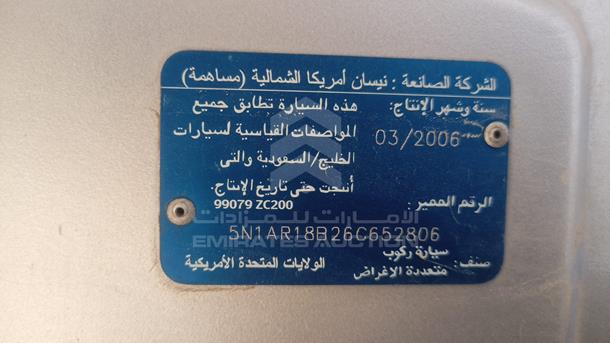 الشركة الصانعة : نيسان أمريكا الشمالية (مساهمة)
سنة وشهر الإنتاج:
03/2006
هذه السيارة تطابق جميع
المواصفات القياسية لسيارات
الخليج/السعودية والتى
أنتجت حتى تاريخ الإنتاج.
99079 ZC200
الرقم المميز :
الإمارات للمزادات
EMIRATES AUCTION
5N1AR18B26C652806
صنف: سيارة ركوب
متعددة الاغراض
الولايات المتحدة الأمريكية